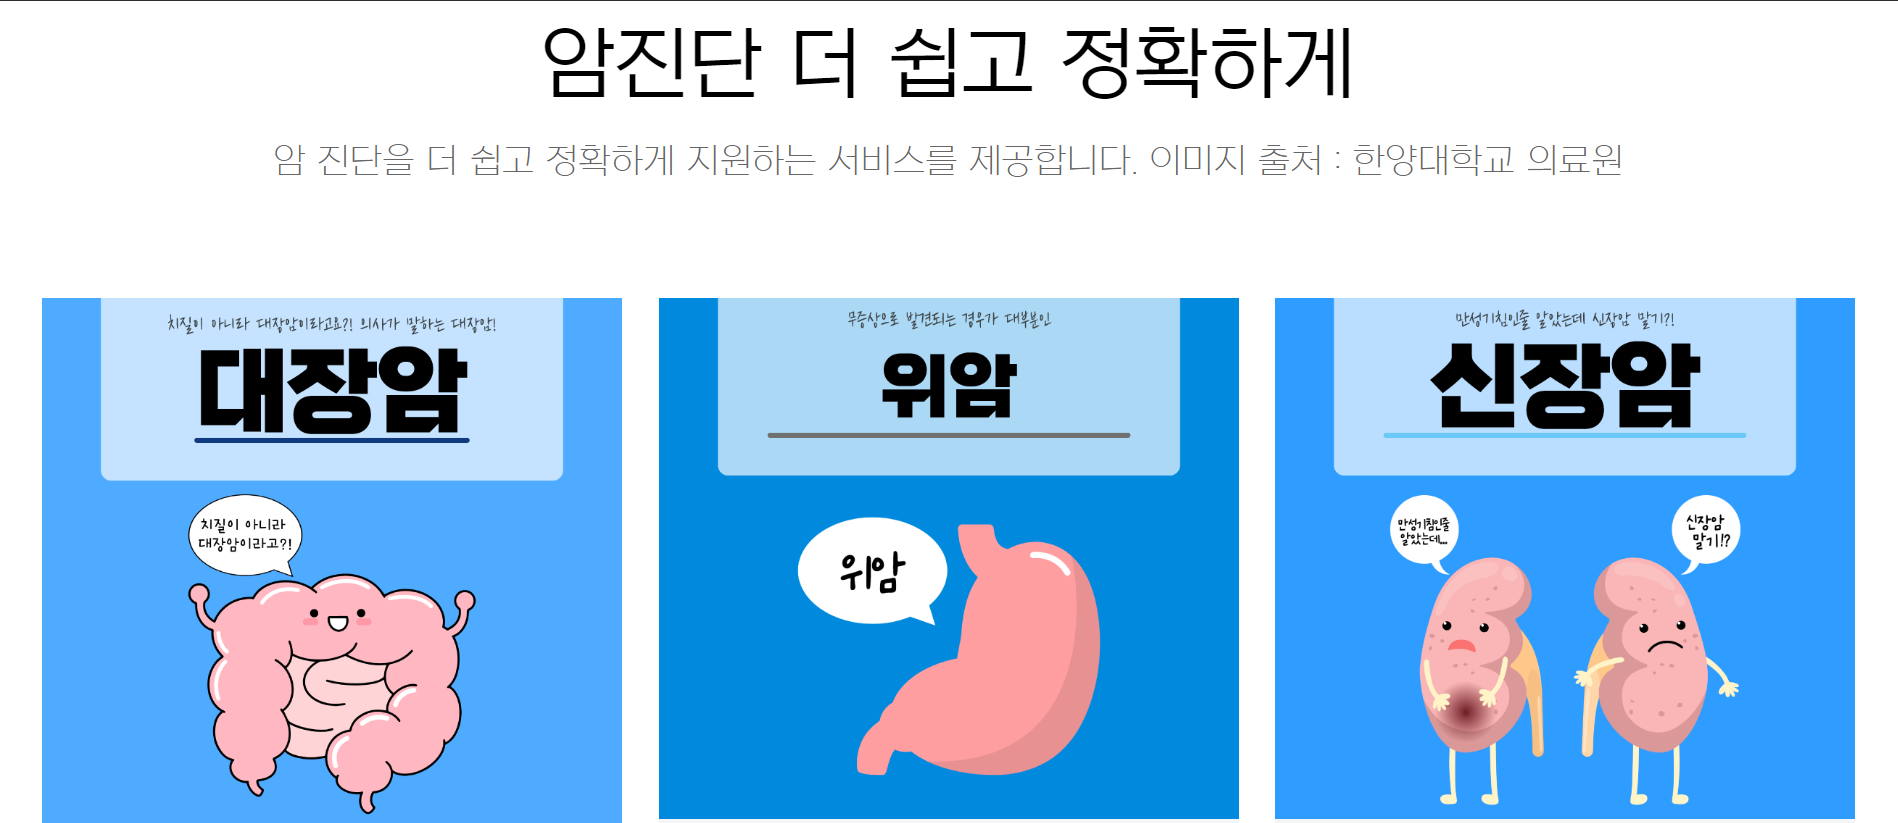 암진단 더 쉽고 정확하게
암 진단을 더 쉽고 정확하게 지원하는 서비스를 제공합니다. 이미지 출처 : 한양대학교 의료원
치질이 아니라 대장암이라고요?! 의사가 말하는 대장암!
대장암
치질이 아니라
대장암이라고?!
무증상으로 발견되는 경우가 대부분인
위암
위암
만성기침인줄 알았는데 신장암 말기?!
신장암
만성기침인줄
알았는데...
신장암
말기!?